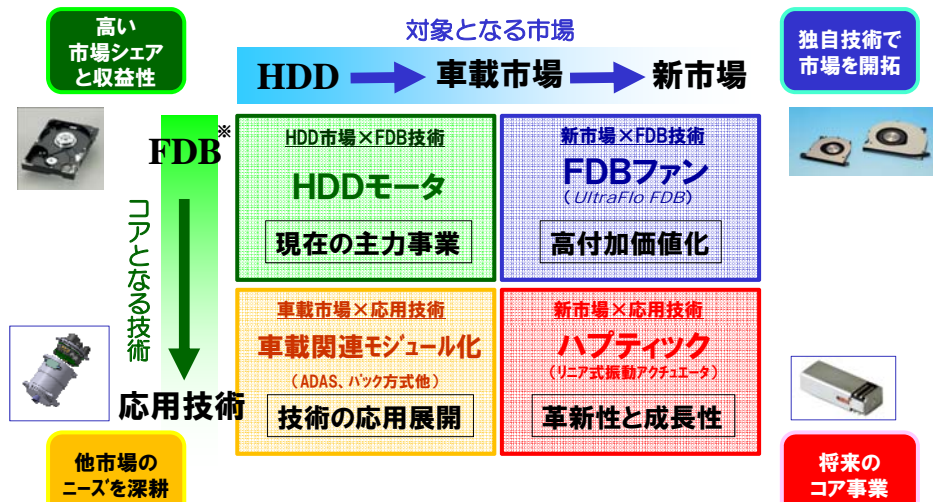 高い
市場シェア
と収益性
対象となる市場
HDD
車載市場
新市場
独自技術で
市場を開拓
FDB※
コアとなる技術
応用技術
HDD市場×FDB技術
HDDモータ
現在の主力事業
新市場×FDB技術
FDBファン
(UltraFlo FDB)
高付加価値化
車載市場×応用技術
車載関連モジュール化
(ADAS、パック方式他)
技術の応用展開
新市場×応用技術
ハプティック
(リニア式振動アクチュエータ)
革新性と成長性
他市場の
ニーズを深耕
将来の
コア事業